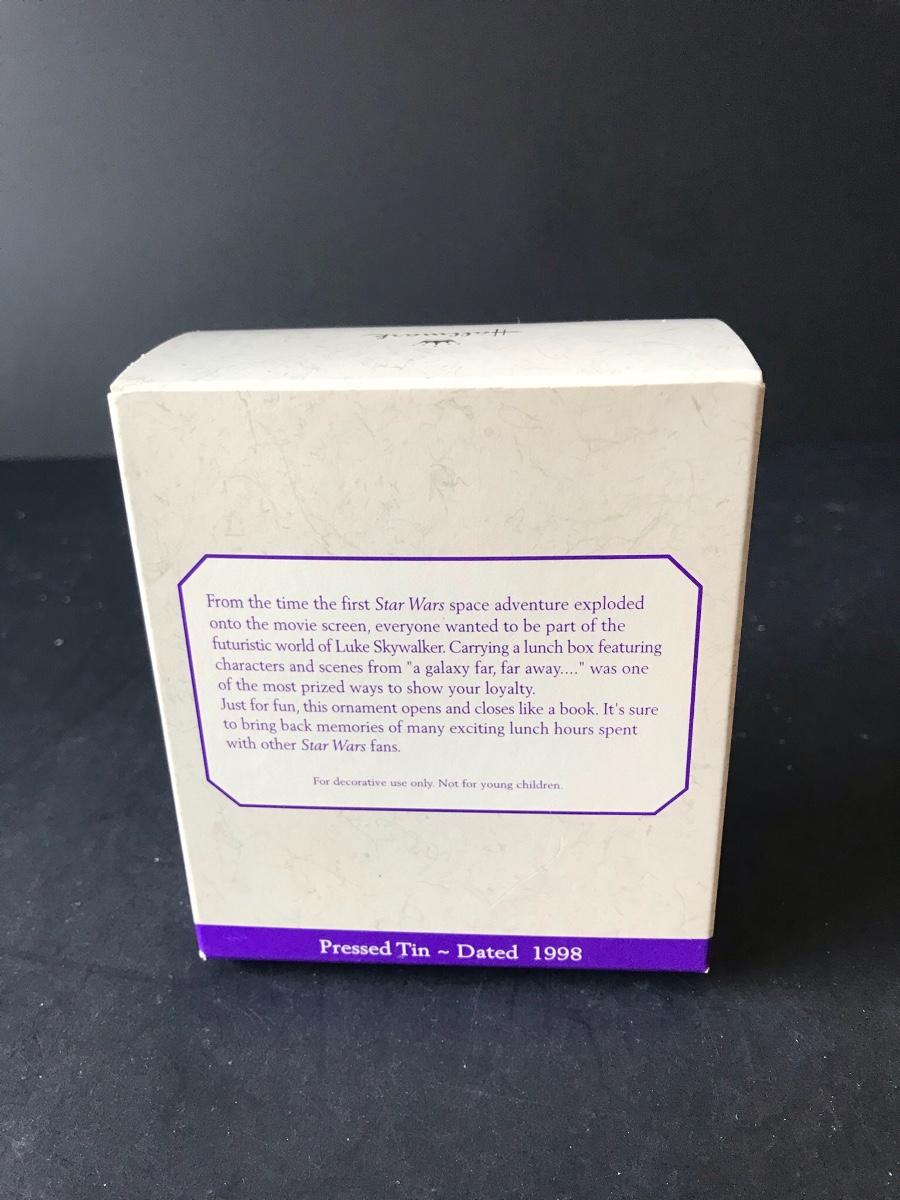 Hallmark
From the time the first Star Wars space adventure exploded
onto the movie screen, everyone wanted to be part of the
futuristic world of Luke Skywalker. Carrying a lunch box featuring
characters and scenes from "a galaxy far, far away...." was one
of the most prized ways to show your loyalty.
Just for fun, this ornament opens and closes like a book. It's sure
to bring back memories of many exciting lunch hours spent
with other Star Wars fans.
For decorative use only. Not for young children.
Pressed Tin ~ Dated 1998